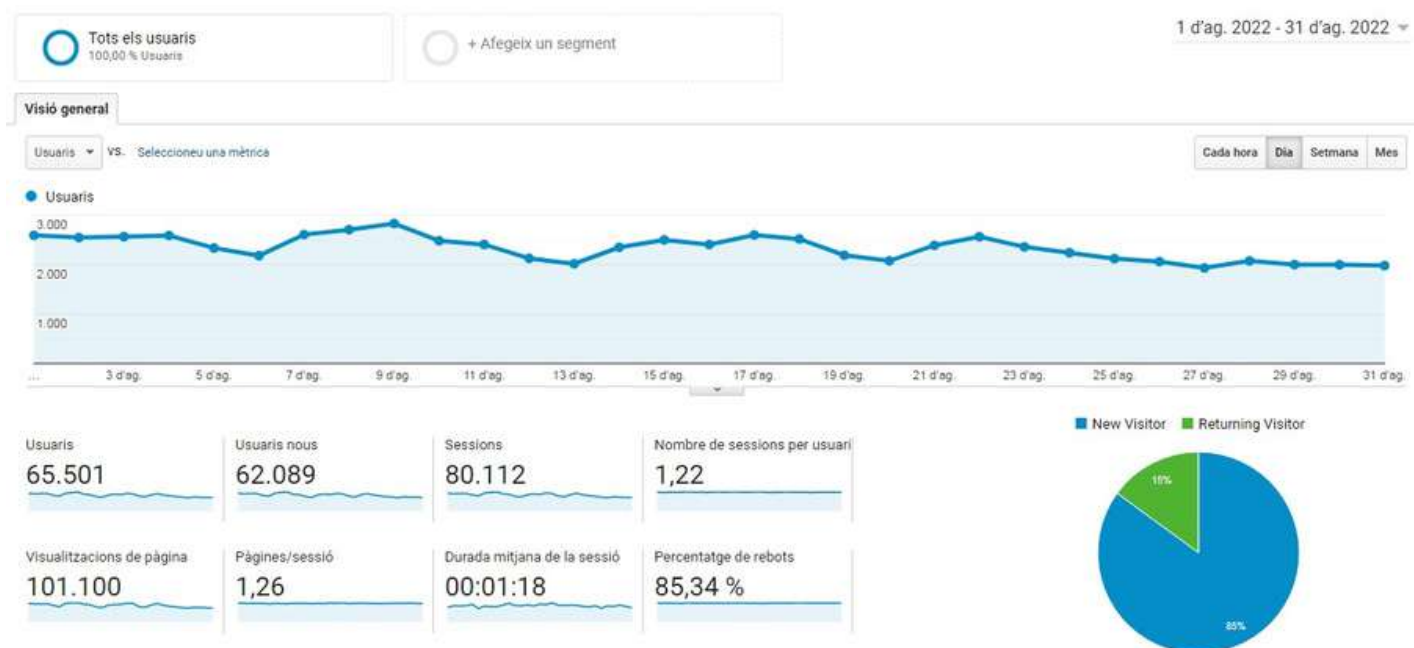 Tots els usuaris
100,00 % Usuaris
+ Afegeix un segment
1 d'ag. 2022 - 31 d'ag. 2022
Visió general
Usuaris
VS.
Seleccioneu una mètrica
Cada hora
Dia
Setmana
Mes
Usuaris
3.000
2.000
1.000
...
3 d'ag.
5 d'ag.
7 d'ag.
9 d'ag.
11 d'ag.
13 d'ag.
15 d'ag.
17 d'ag.
19 d'ag.
21 d'ag.
23 d'ag.
25 d'ag.
27 d'ag.
29 d'ag.
31 d'ag.
New Visitor
Returning Visitor
Usuaris
65.501
Usuaris nous
62.089
Sessions
80.112
Nombre de sessions per usuari
1,22
Visualitzacions de pàgina
101.100
Pàgines/sessió
1,26
Durada mitjana de la sessió
00:01:18
Percentatge de rebots
85,34 %
15%
85%